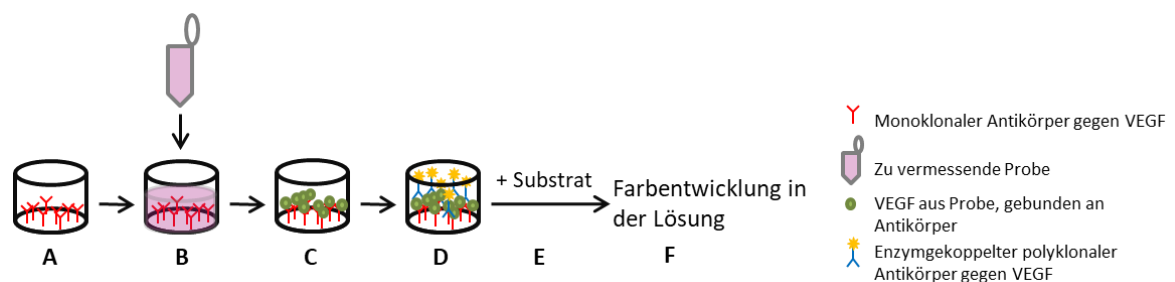 + Substrat
Farbentwicklung in
der Lösung
A
B
C
D
E
F
Monoklonaler Antikörper gegen VEGF
Zu vermessende Probe
VEGF aus Probe, gebunden an
Antikörper
Enzymgekoppelter polyklonaler
Antikörper gegen VEGF